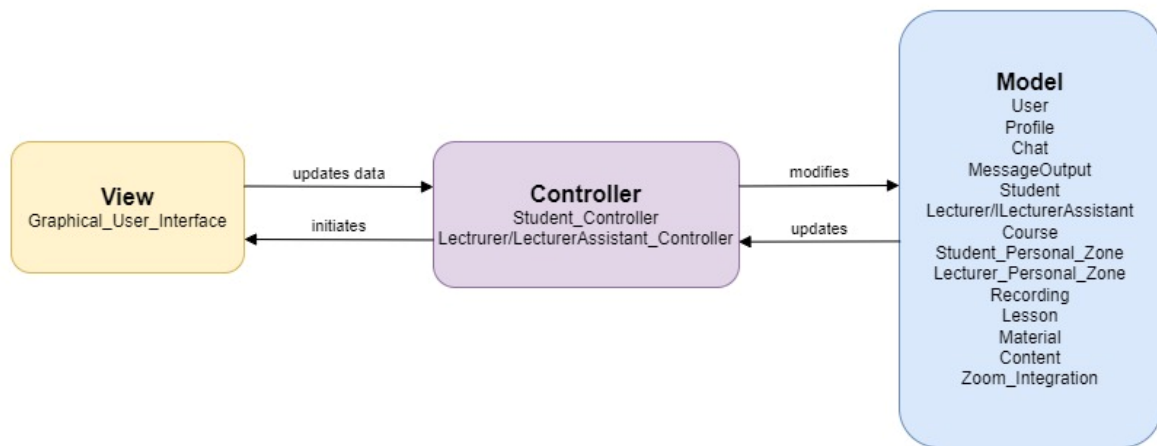 View
Graphical_User_Interface
updates data
initiates
Controller
Student_Controller
Lectrurer/LecturerAssistant_Controller
modifies
updates
Model
User
Profile
Chat
MessageOutput
Student
Lecturer/lLecturerAssistant
Course
Student_Personal_Zone
Lecturer_Personal_Zone
Recording
Lesson
Material
Content
Zoom_Integration